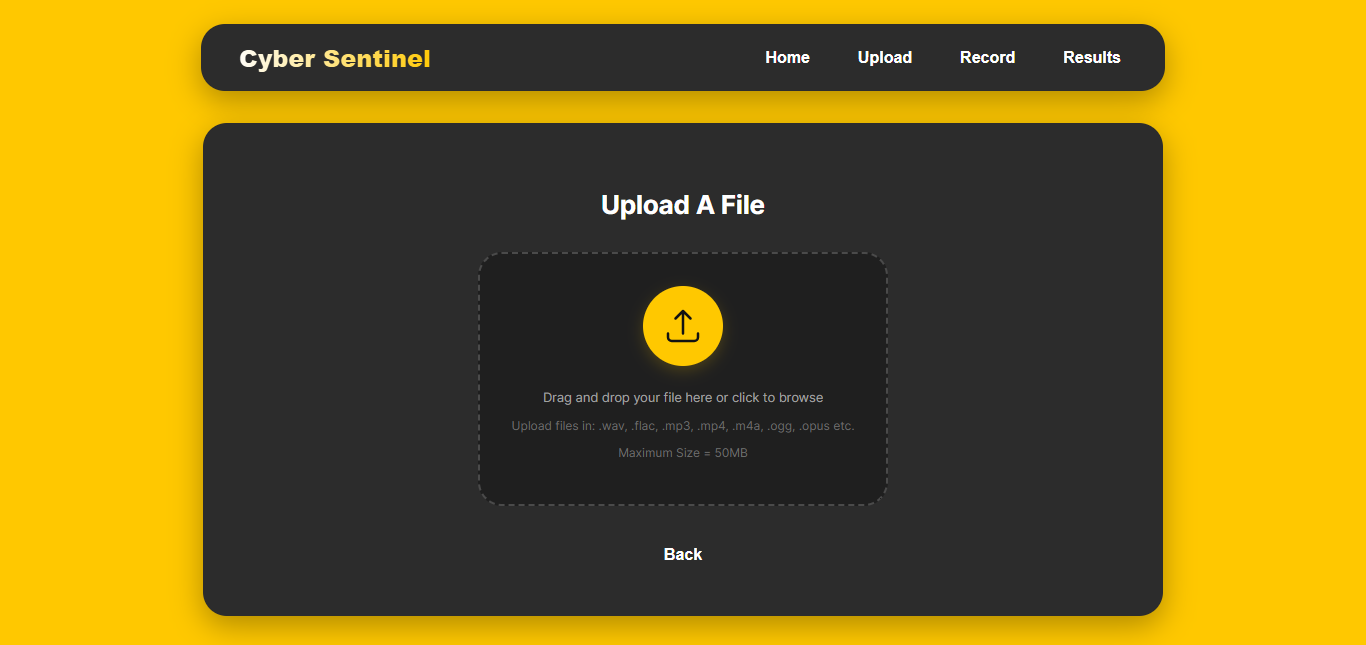 Cyber Sentinel
Home Upload Record Results
Upload A File
Drag and drop your file here or click to browse
Upload files in: .wav, .flac, .mp3, .mp4, .m4a, .ogg, .opus etc.
Maximum Size = 50MB
Back